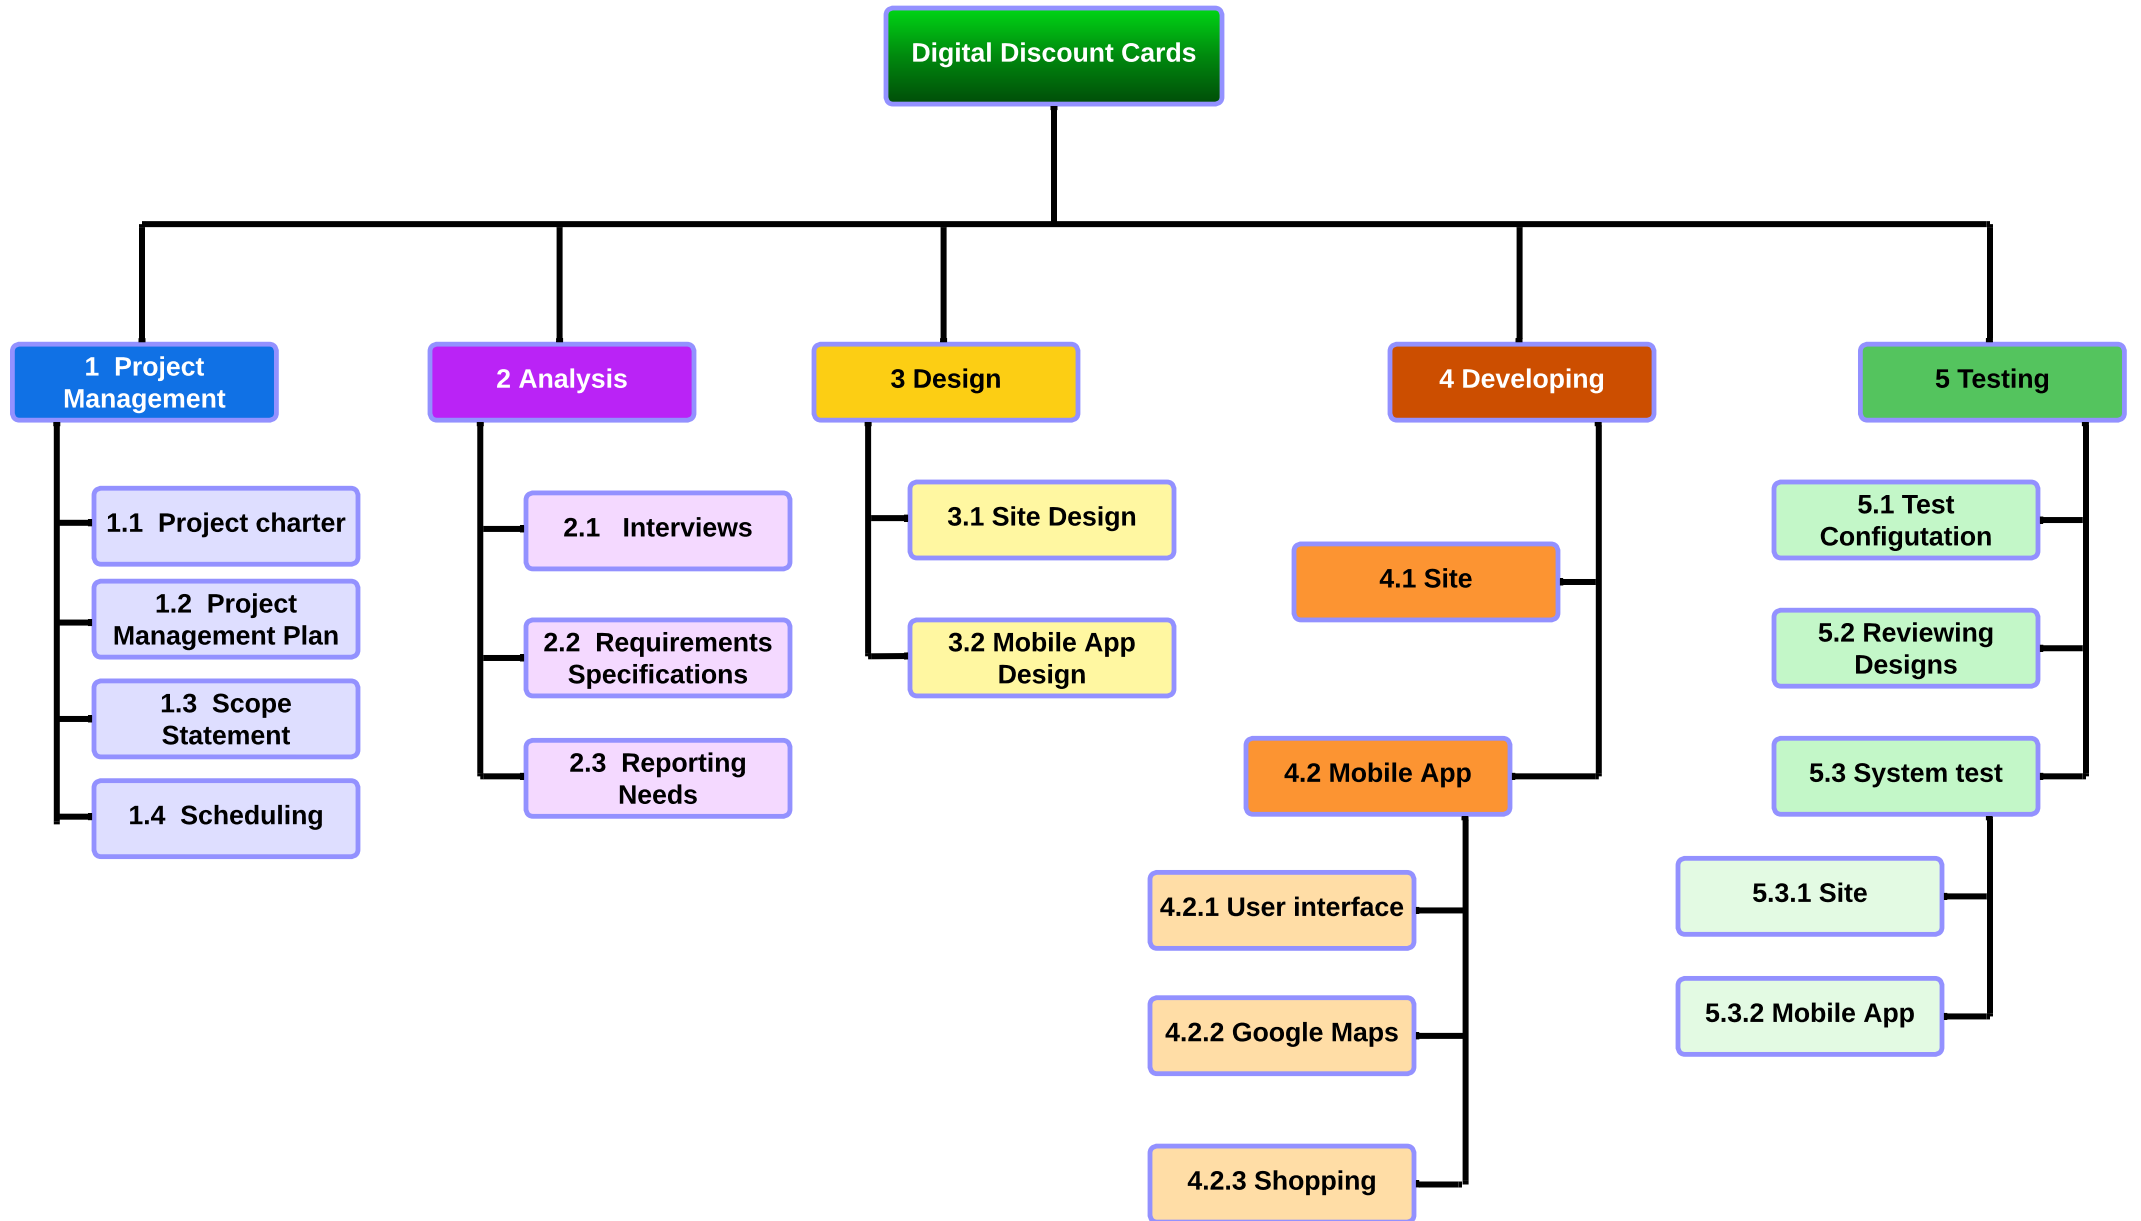 Digital Discount Cards
1  Project
Management
2 Analysis
3 Design
4 Developing
5 Testing
1.1  Project charter
1.2  Project
Management Plan
1.3  Scope
Statement
1.4  Scheduling
2.1   Interviews
2.2  Requirements
Specifications
2.3  Reporting
Needs
3.1 Site Design
3.2 Mobile App
Design
4.1 Site
4.2 Mobile App
4.2.1 User interface
4.2.2 Google Maps
4.2.3 Shopping
5.1 Test
Configutation
5.2 Reviewing
Designs
5.3 System test
5.3.1 Site
5.3.2 Mobile App